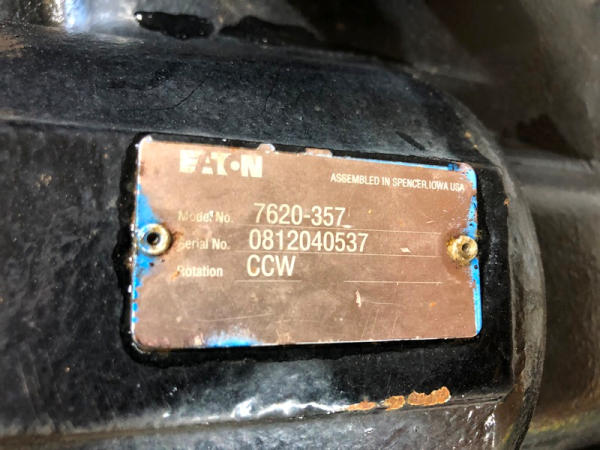 EATON
ASSEMBLED IN SPENCER, IOWA USA
Model No. 7620-357
Serial No. 0812040537
Rotation CCW